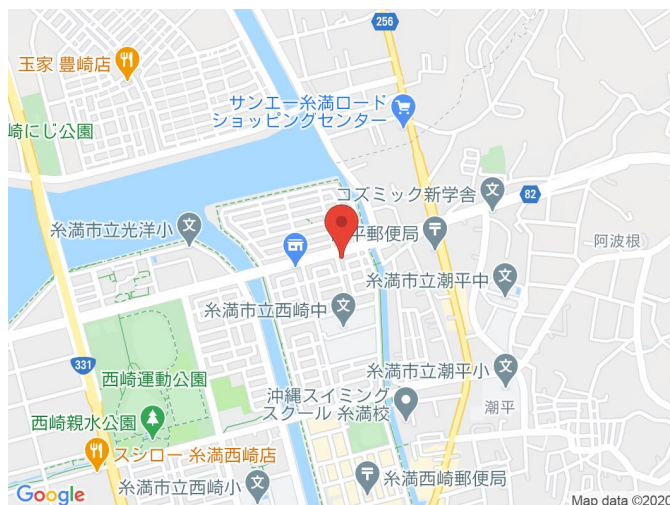 256
玉家 豊崎店
サンエー糸満ロード
ショッピングセンター
崎にじ公園
コズミック新学舎
82
糸満市立光洋小
平郵便局
阿波根
糸満市立潮平中
糸満市立西崎中
331
西崎運動公園
糸満市立潮平小
沖縄スイミング
スクール 糸満校
潮平
西崎親水公園
スシロー 糸満西崎店
糸満西崎郵便局
糸満市立西崎小
Google
Map data ©2020